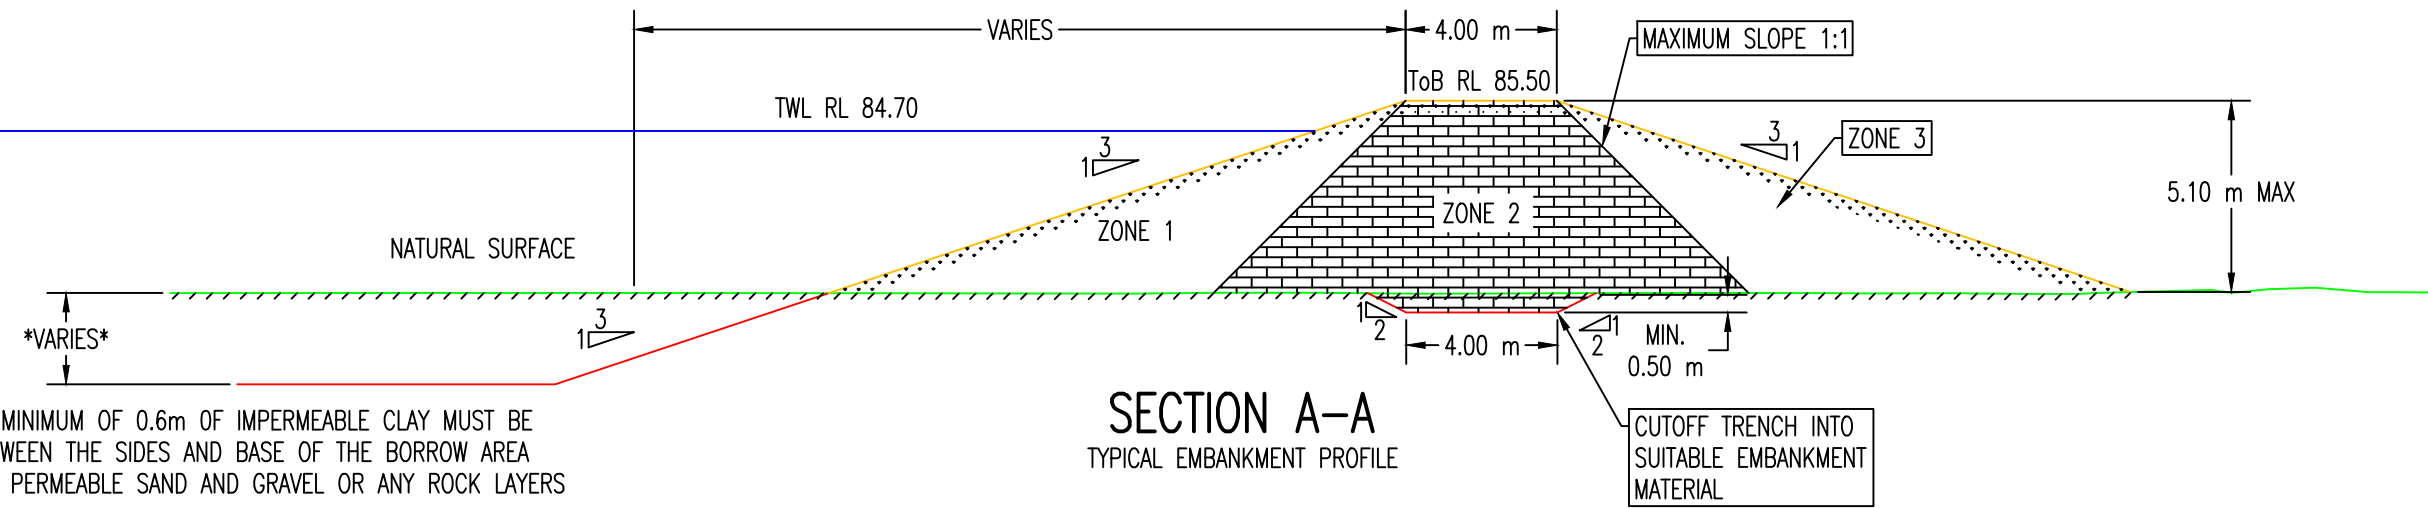 VARIES
4.00 m
MAXIMUM SLOPE 1:1
ToB RL 85.50
TWL RL 84.70
3
1
3
1
ZONE 3
5.10 m MAX
ZONE 2
ZONE 1
NATURAL SURFACE
*VARIES*
3
1
1
2
4.00 m
1
2
MIN.
0.50 m
SECTION A-A
TYPICAL EMBANKMENT PROFILE
MINIMUM OF 0.6m OF IMPERMEABLE CLAY MUST BE
WEEN THE SIDES AND BASE OF THE BORROW AREA
PERMEABLE SAND AND GRAVEL OR ANY ROCK LAYERS
CUTOFF TRENCH INTO
SUITABLE EMBANKMENT
MATERIAL